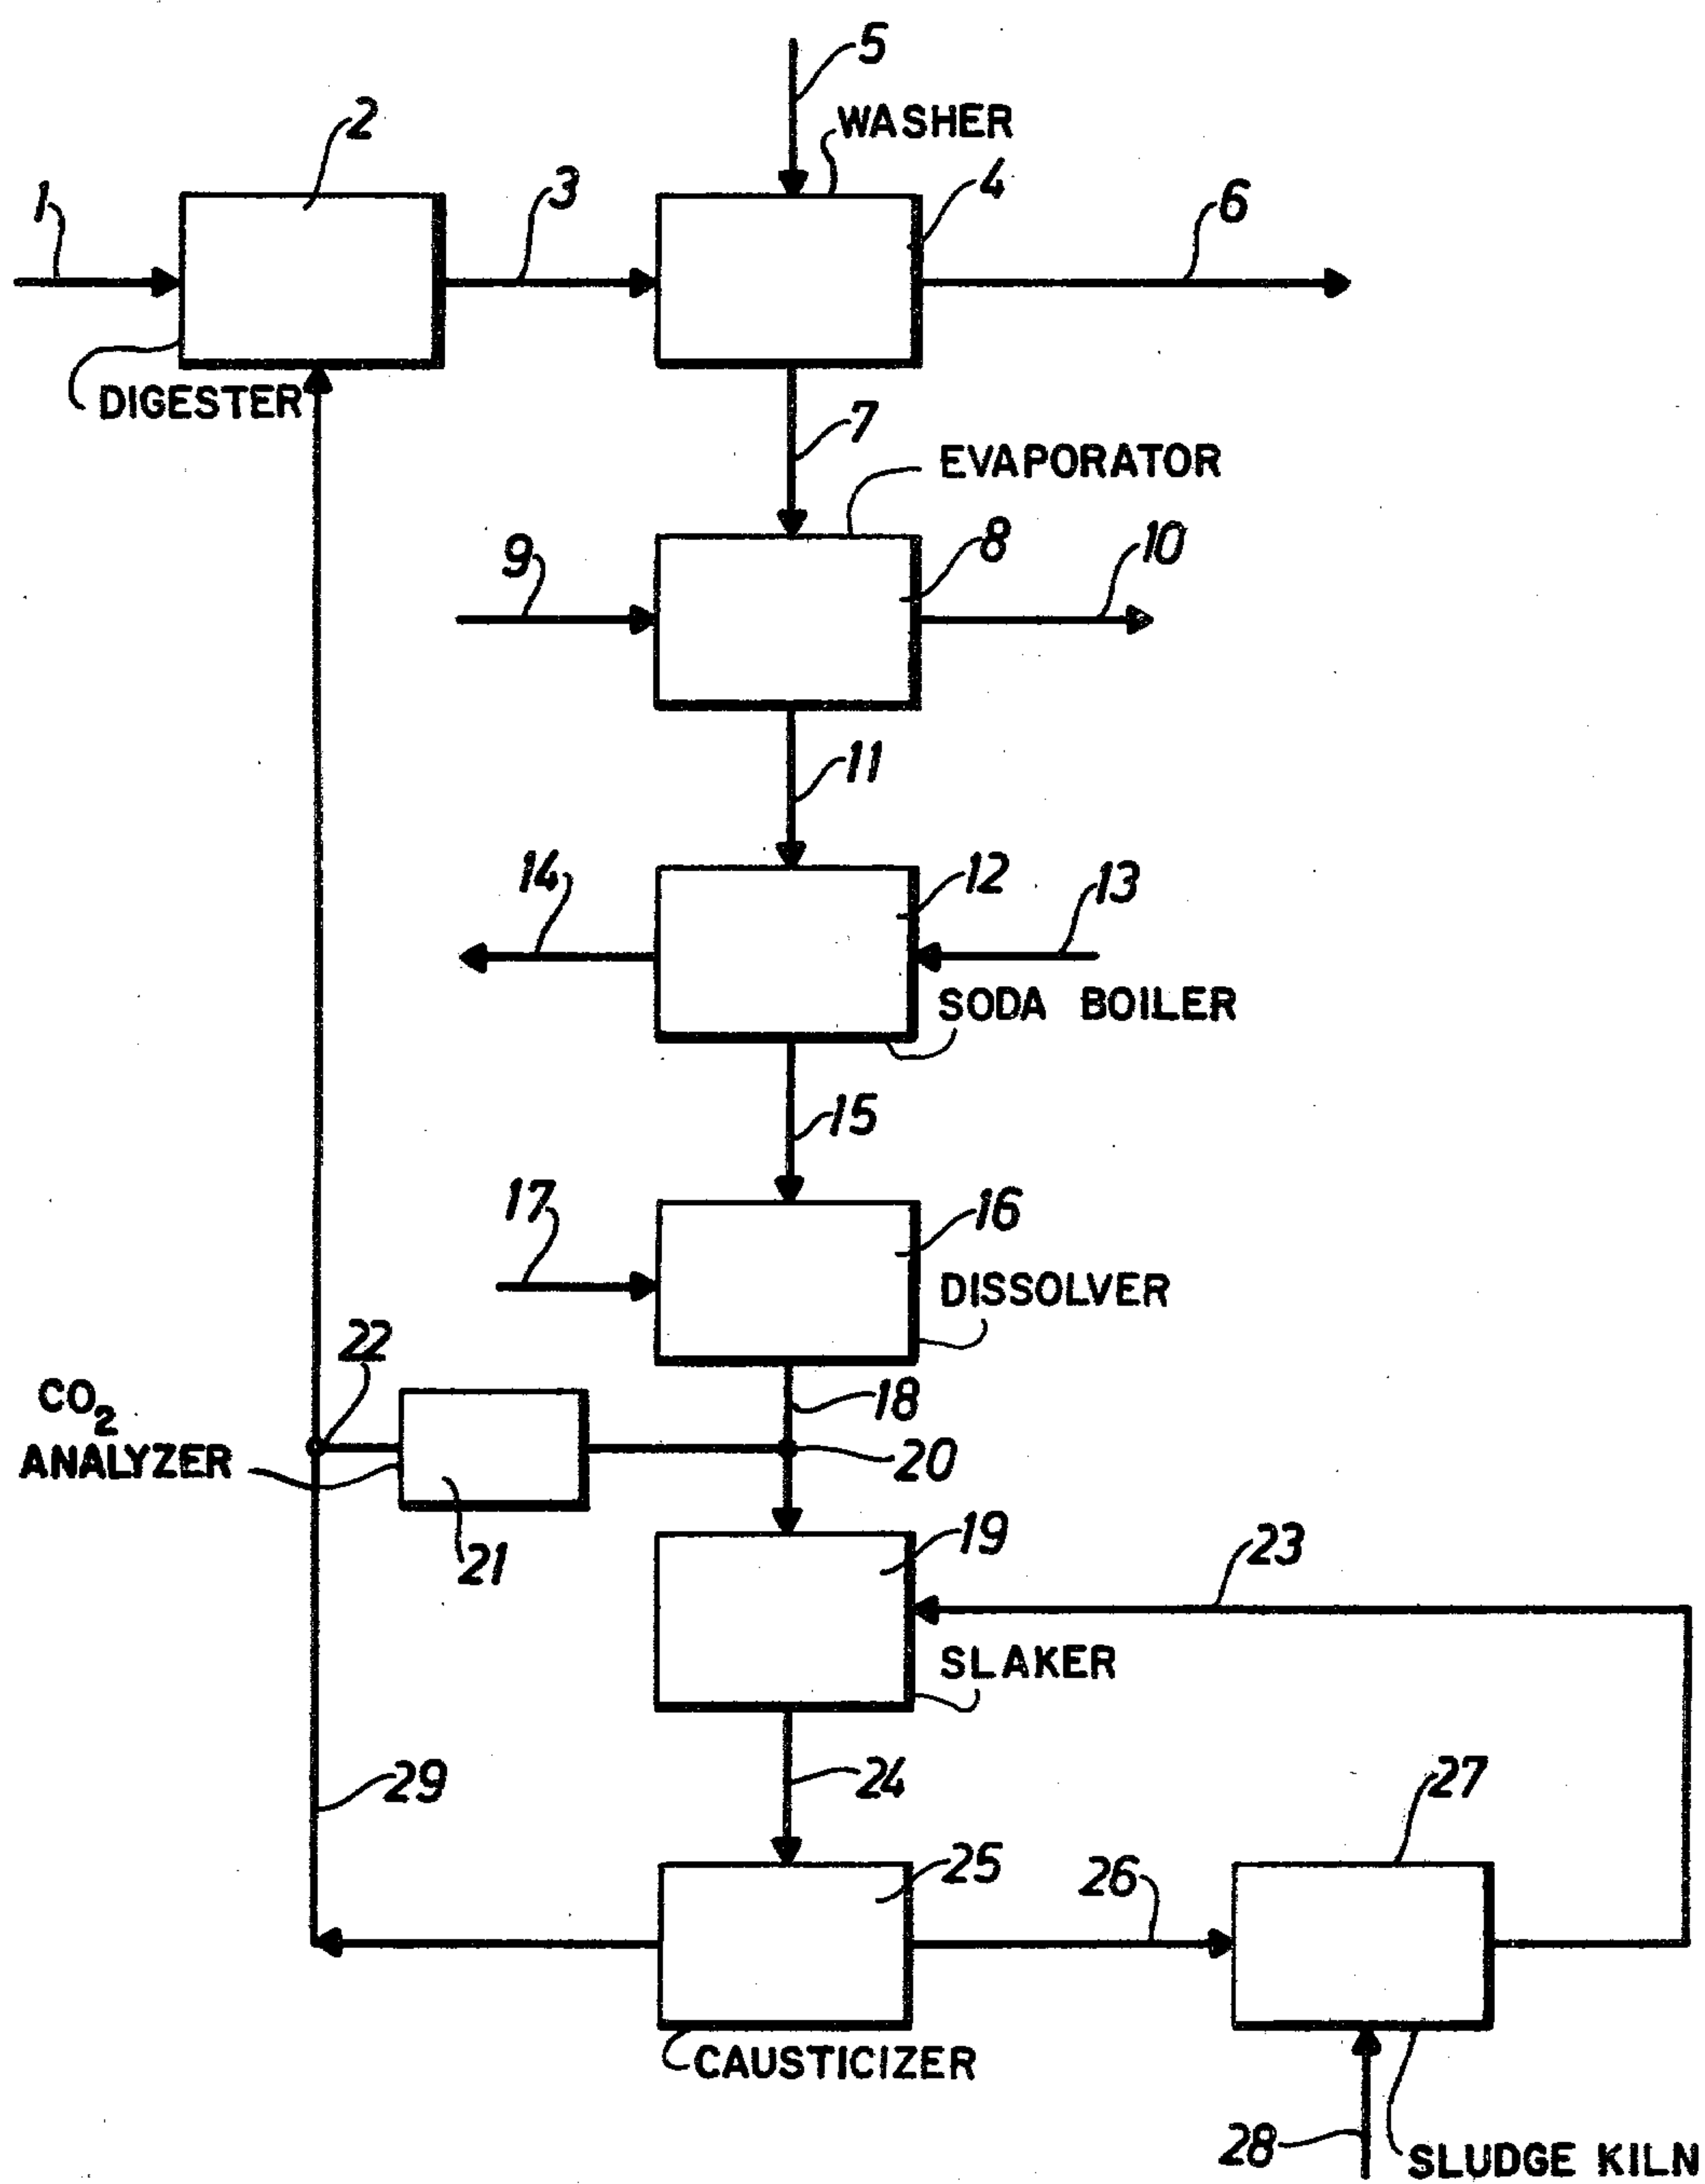 5
WASHER
2
1
3
4
6
DIGESTER
7
EVAPORATOR
9
8
10
11
14
12
13
SODA BOILER
15
17
16
DISSOLVER
22
CO2
ANALYZER
18
20
21
19
23
SLAKER
29
24
27
25
26
CAUSTICIZER
28
SLUDGE KILN